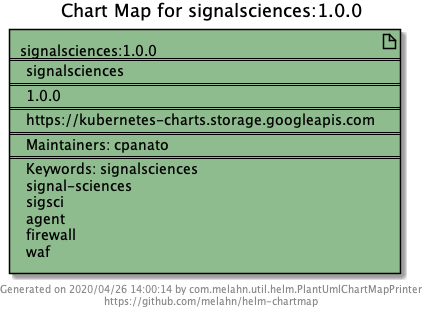 Chart Map for signalsciences:1.0.0
signalsciences:1.0.0
signalsciences
1.0.0
https://kubernetes-charts.storage.googleapis.com
Maintainers: cpanato
Keywords: signalsciences
signal-sciences
sigsci
agent
firewall
waf
Generated on 2020/04/26 14:00:14 by com.melahn.util.helm.PlantUmlChartMapPrinter
https://github.com/melahn/helm-chartmap